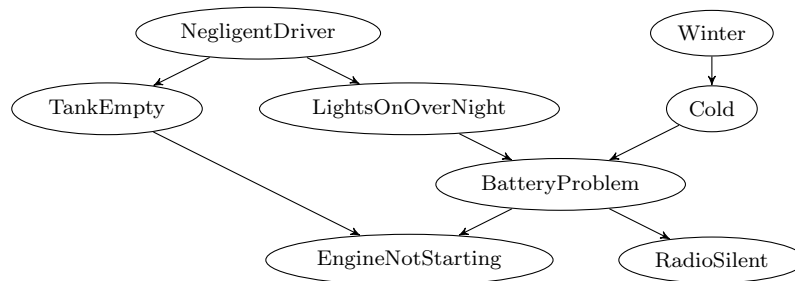 NegligentDriver
Winter
TankEmpty
LightsOnOverNight
Cold
BatteryProblem
EngineNotStarting
RadioSilent